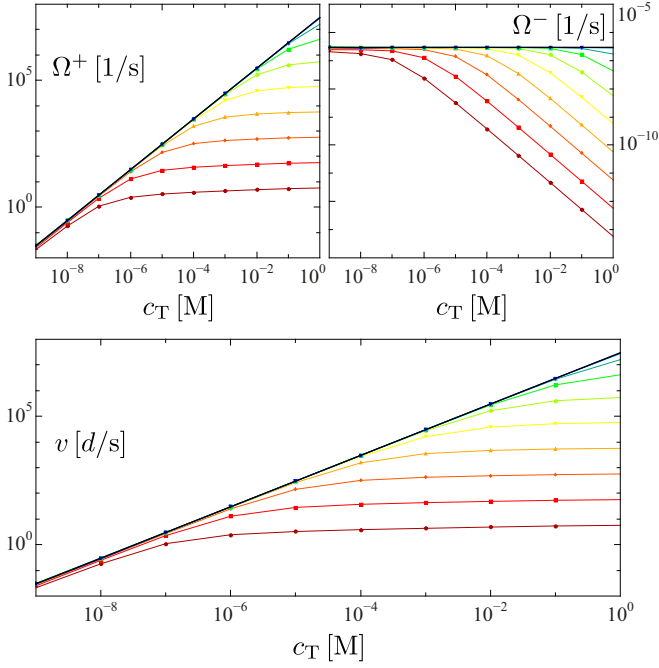 Ω⁺ [1/s]
10⁵
10⁰
10⁻⁸ 10⁻⁶ 10⁻⁴ 10⁻² 10⁰
c_T [M]
Ω⁻ [1/s]
10⁻⁵
10⁻¹⁰
10⁻⁸ 10⁻⁶ 10⁻⁴ 10⁻² 10⁰
c_T [M]
v [d/s]
10⁵
10⁰
10⁻⁸ 10⁻⁶ 10⁻⁴ 10⁻² 10⁰
c_T [M]